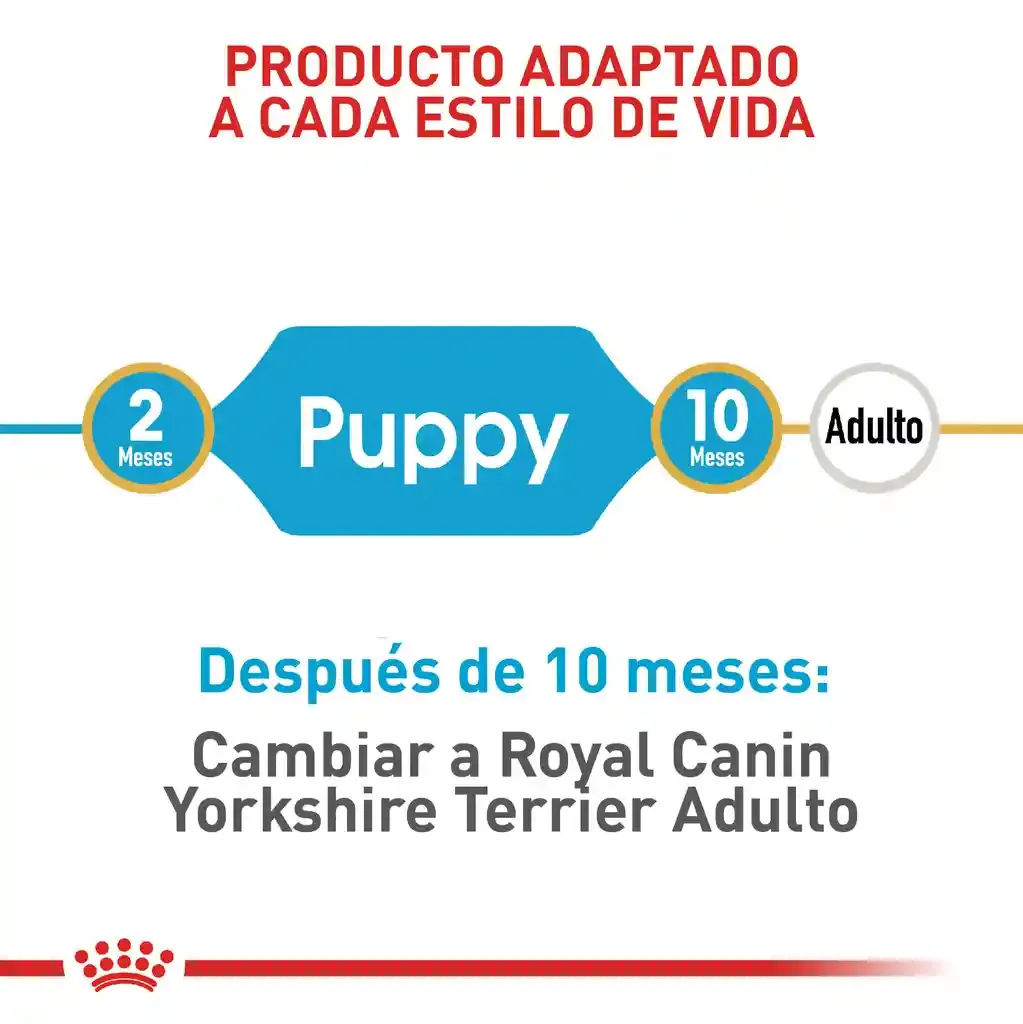 PRODUCTO ADAPTADO
A CADA ESTILO DE VIDA
2
Meses
Puppy
10
Meses
Adulto
Después de 10 meses:
Cambiar a Royal Canin
Yorkshire Terrier Adulto